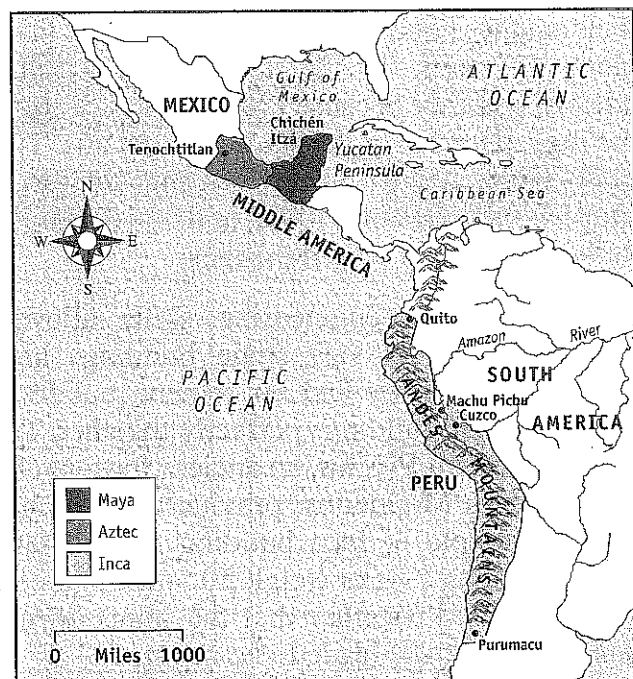 ATLANTIC
OCEAN
Gulf of
Mexico
MEXICO
Chichén
Itzá
Tenochtitlan
Yucatan
Peninsula
Caribbean Sea
MIDDLE AMERICA
N
W
E
S
Quito
Amazon
River
PACIFIC
OCEAN
SOUTH
AMERICA
Machu Pichu
Cuzco
ANDES MOUNTAINS
PERU
Maya
Aztec
Inca
0 Miles 1000
Purumacu